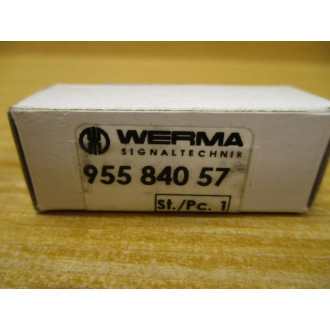 WERMA
SIGNALTECHNIK
955 840 57
St./Pc. 1